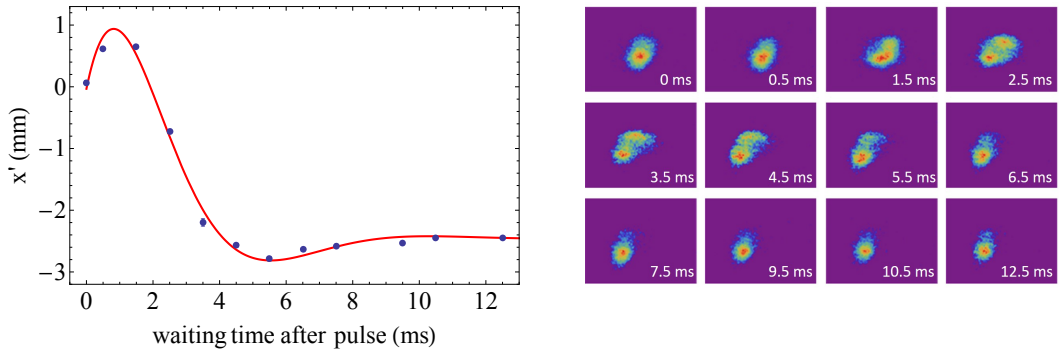 1
0
−1
−2
−3
x' (mm)
0 2 4 6 8 10 12
waiting time after pulse (ms)
0 ms
0.5 ms
1.5 ms
2.5 ms
3.5 ms
4.5 ms
5.5 ms
6.5 ms
7.5 ms
9.5 ms
10.5 ms
12.5 ms